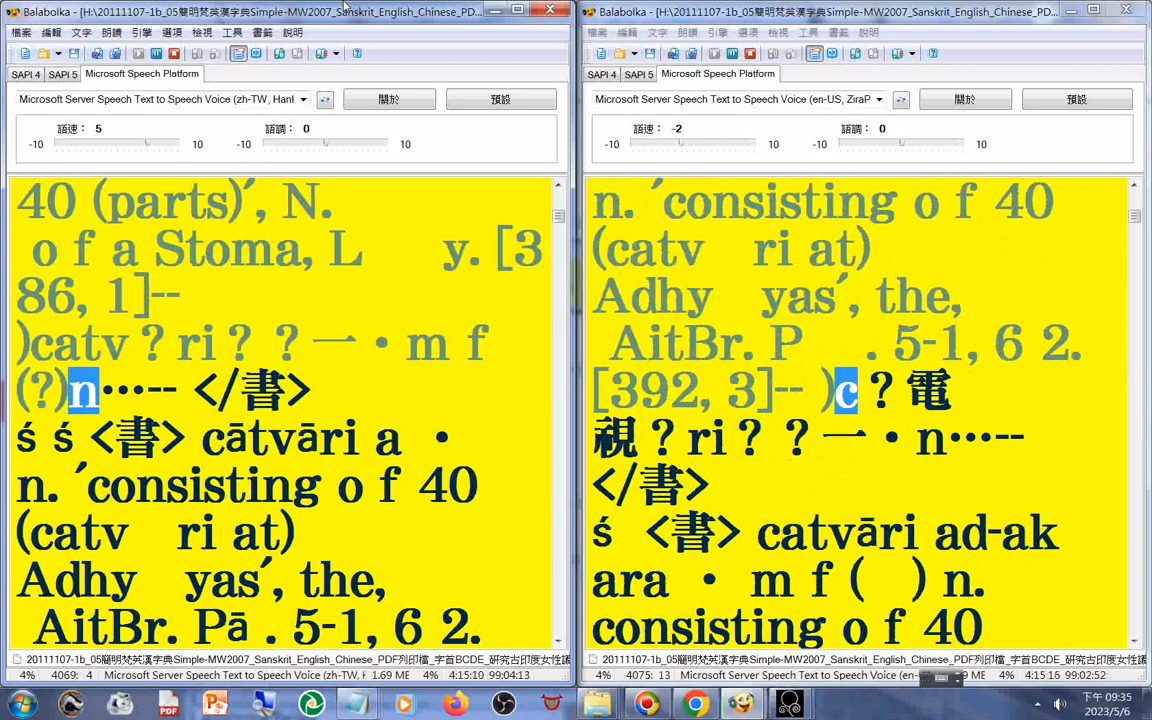 Balabolka - [H:\20111107-1b_05簡明梵英漢字典Simple-MW2007_Sanskrit_English_Chinese_PD...
檔案 編輯 文字 朗讀 引擎 選項 檢視 工具 書籤 說明
SAPI 4 SAPI 5 Microsoft Speech Platform
Microsoft Server Speech Text to Speech Voice (zh-TW, Hanl 關於 預設
語速： 5 語調： 0
-10 10 -10 10
40 (parts)´, N.
o f a Stoma, L y. [3
86, 1]--
)catv？ri？？一・m f
(?)n…-- </書>
ś ś <書> cātvāri a ・
n. ´consisting o f 40
(catv ri at)
Adhy yas´, the,
AitBr. Pā . 5-1, 6 2.
20111107-1b_05簡明梵英漢字典Simple-MW2007_Sanskrit_English_Chinese_PDF列印檔_字首BCDE_研究古印度女性議
4% 4069: 4 Microsoft Server Speech Text to Speech Voice (zh-TW, H 1.69 ME 4% 4:15:19 99:04:13
Balabolka - [H:\20111107-1b_05簡明梵英漢字典Simple-MW2007_Sanskrit_English_Chinese_PD...
檔案 編輯 文字 朗讀 引擎 選項 檢視 工具 書籤 說明
SAPI 4 SAPI 5 Microsoft Speech Platform
Microsoft Server Speech Text to Speech Voice (en-US, ZiraP 關於 預設
語速： -2 語調： 0
-10 10 -10 10
n. ´consisting o f 40
(catv ri at)
Adhy yas´, the,
AitBr. P . 5-1, 6 2.
[392, 3]-- )c？電
視？ri？？一・n…--
</書>
ś <書> catvāri ad-ak
ara ・ m f ( ) n.
consisting o f 40
20111107-1b_05簡明梵英漢字典Simple-MW2007_Sanskrit_English_Chinese_PDF列印檔_字首BCDE_研究古印度女性議
4% 4075: 13 Microsoft Server Speech Text to Speech Voice (en-U ME 4% 4:15:16 99:02:52
下午 09:35
2023/5/6